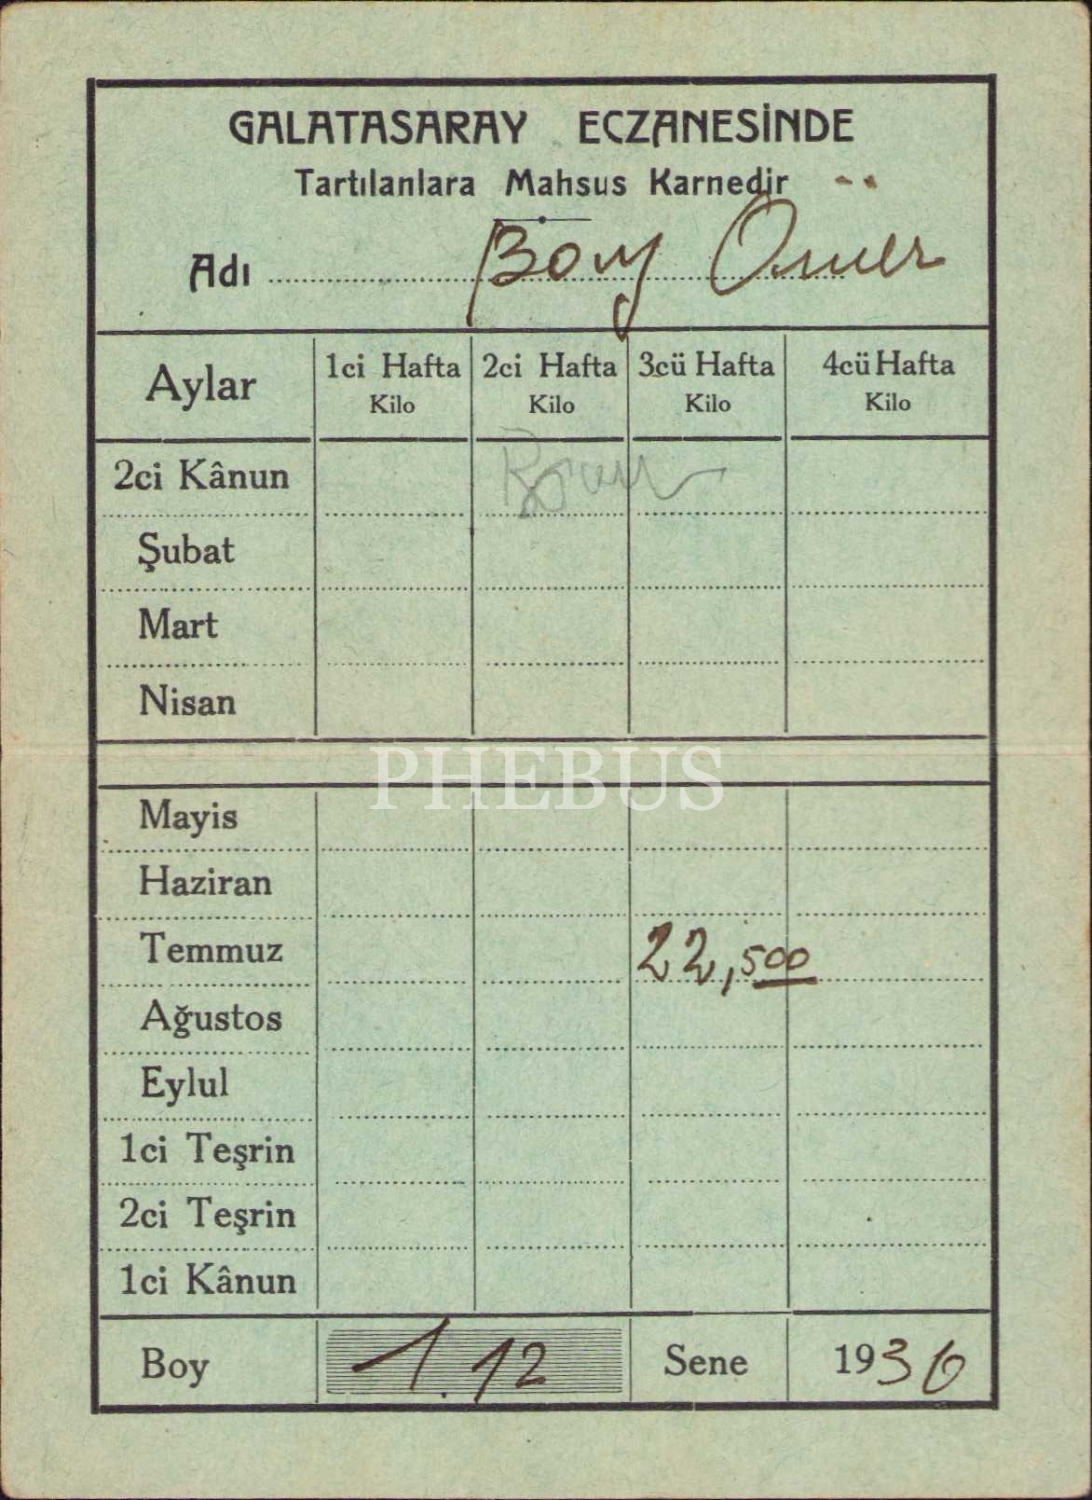 GALATASARAY ECZANESİNDE
Tartılanlara Mahsus Karnedir
Adı Bay Ömer
Aylar 1ci Hafta Kilo 2ci Hafta Kilo 3cü Hafta Kilo 4cü Hafta Kilo
2ci Kânun
Şubat
Mart
Nisan
PHEBUS
Mayis
Haziran
Temmuz 22,500
Ağustos
Eylul
1ci Teşrin
2ci Teşrin
1ci Kânun
Boy 1.12 Sene 1936